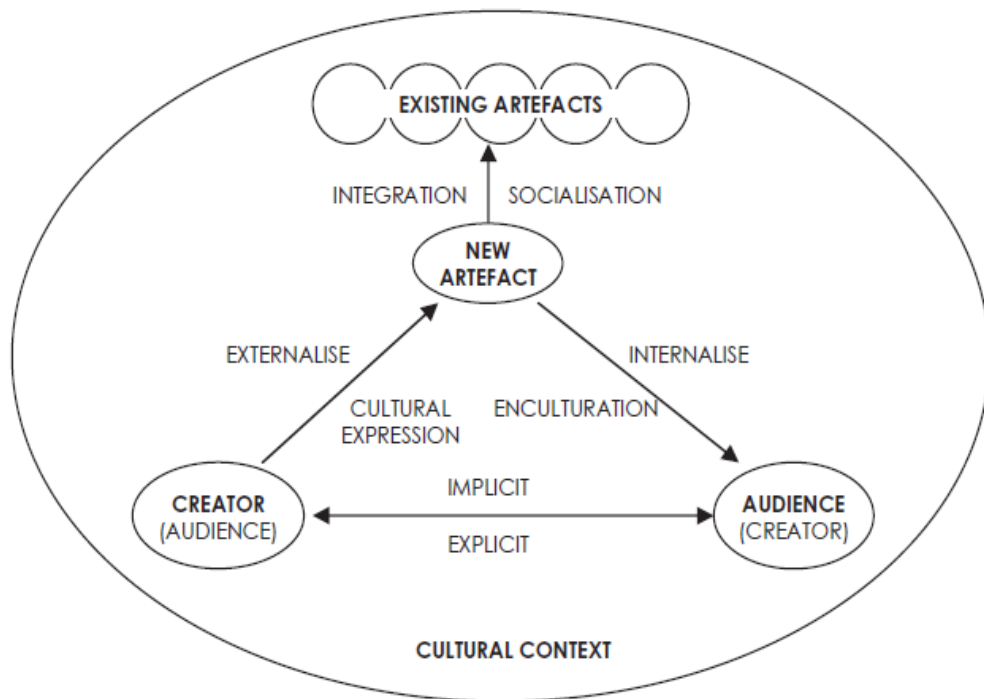 EXISTING ARTEFACTS
INTEGRATION SOCIALISATION
NEW
ARTEFACT
EXTERNALISE INTERNALISE
CULTURAL
EXPRESSION
ENCULTURATION
CREATOR
(AUDIENCE)
IMPLICIT
EXPLICIT
AUDIENCE
(CREATOR)
CULTURAL CONTEXT